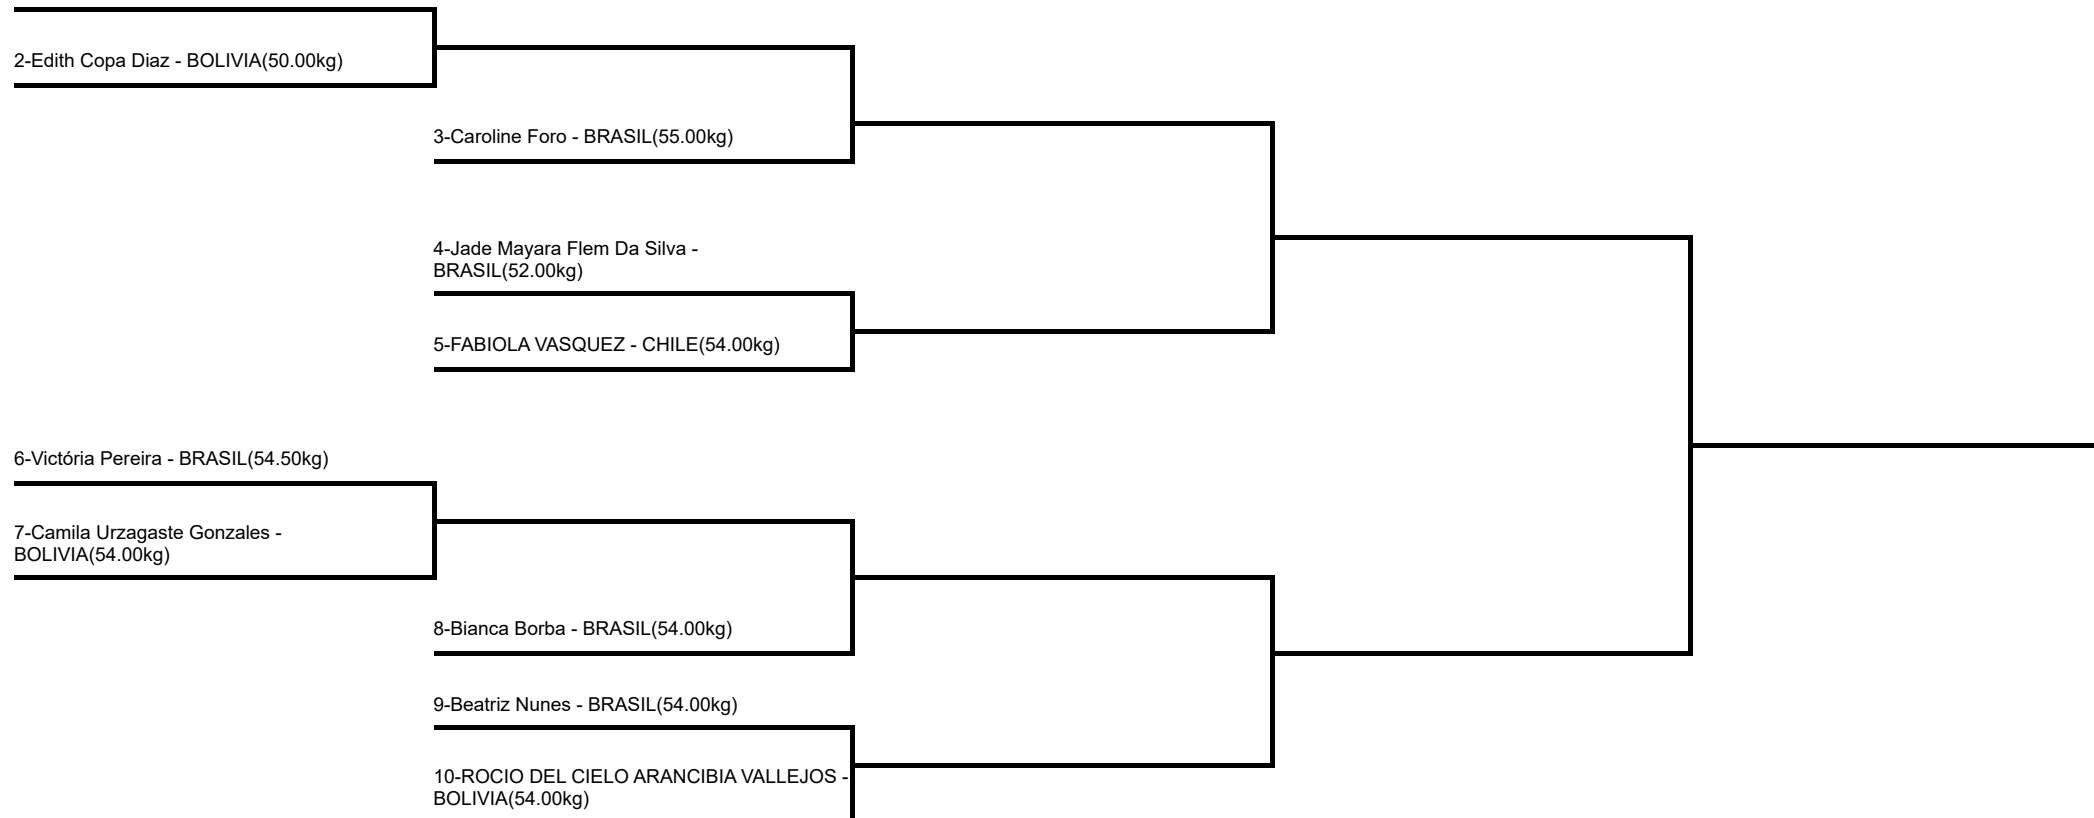 2-Edith Copa Diaz - BOLIVIA(50.00kg)
3-Caroline Foro - BRASIL(55.00kg)
4-Jade Mayara Flem Da Silva -
BRASIL(52.00kg)
5-FABIOLA VASQUEZ - CHILE(54.00kg)
6-Victória Pereira - BRASIL(54.50kg)
7-Camila Urzagaste Gonzales -
BOLIVIA(54.00kg)
8-Bianca Borba - BRASIL(54.00kg)
9-Beatriz Nunes - BRASIL(54.00kg)
10-ROCIO DEL CIELO ARANCIBIA VALLEJOS -
BOLIVIA(54.00kg)